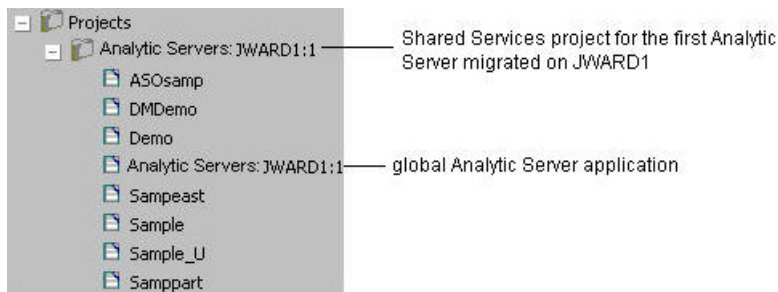 Projects
Analytic Servers:JWARD1:1
Shared Services project for the first Analytic
Server migrated on JWARD1
ASOsamp
DMDemo
Demo
Analytic Servers:JWARD1:1
global Analytic Server application
Sampeast
Sample
Sample_U
Samppart